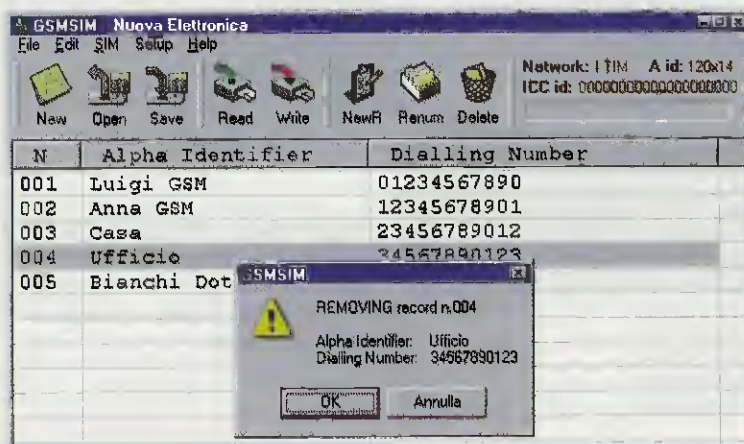 GSMSIM Nuova Elettronica
File Edit SIM Setup Help
New Open Save Read Write NewR Renum Delete
Network: I TIM A id: 120x14
ICC id: 00000000000000000000
N Alpha Identifier Dialling Number
001 Luigi GSM 01234567890
002 Anna GSM 12345678901
003 Casa 23456789012
004 Ufficio 34567890123
005 Bianchi Dot
GSMSIM
REMOVING record n.004
Alpha Identifier: Ufficio
Dialling Number: 34567890123
OK Annulla